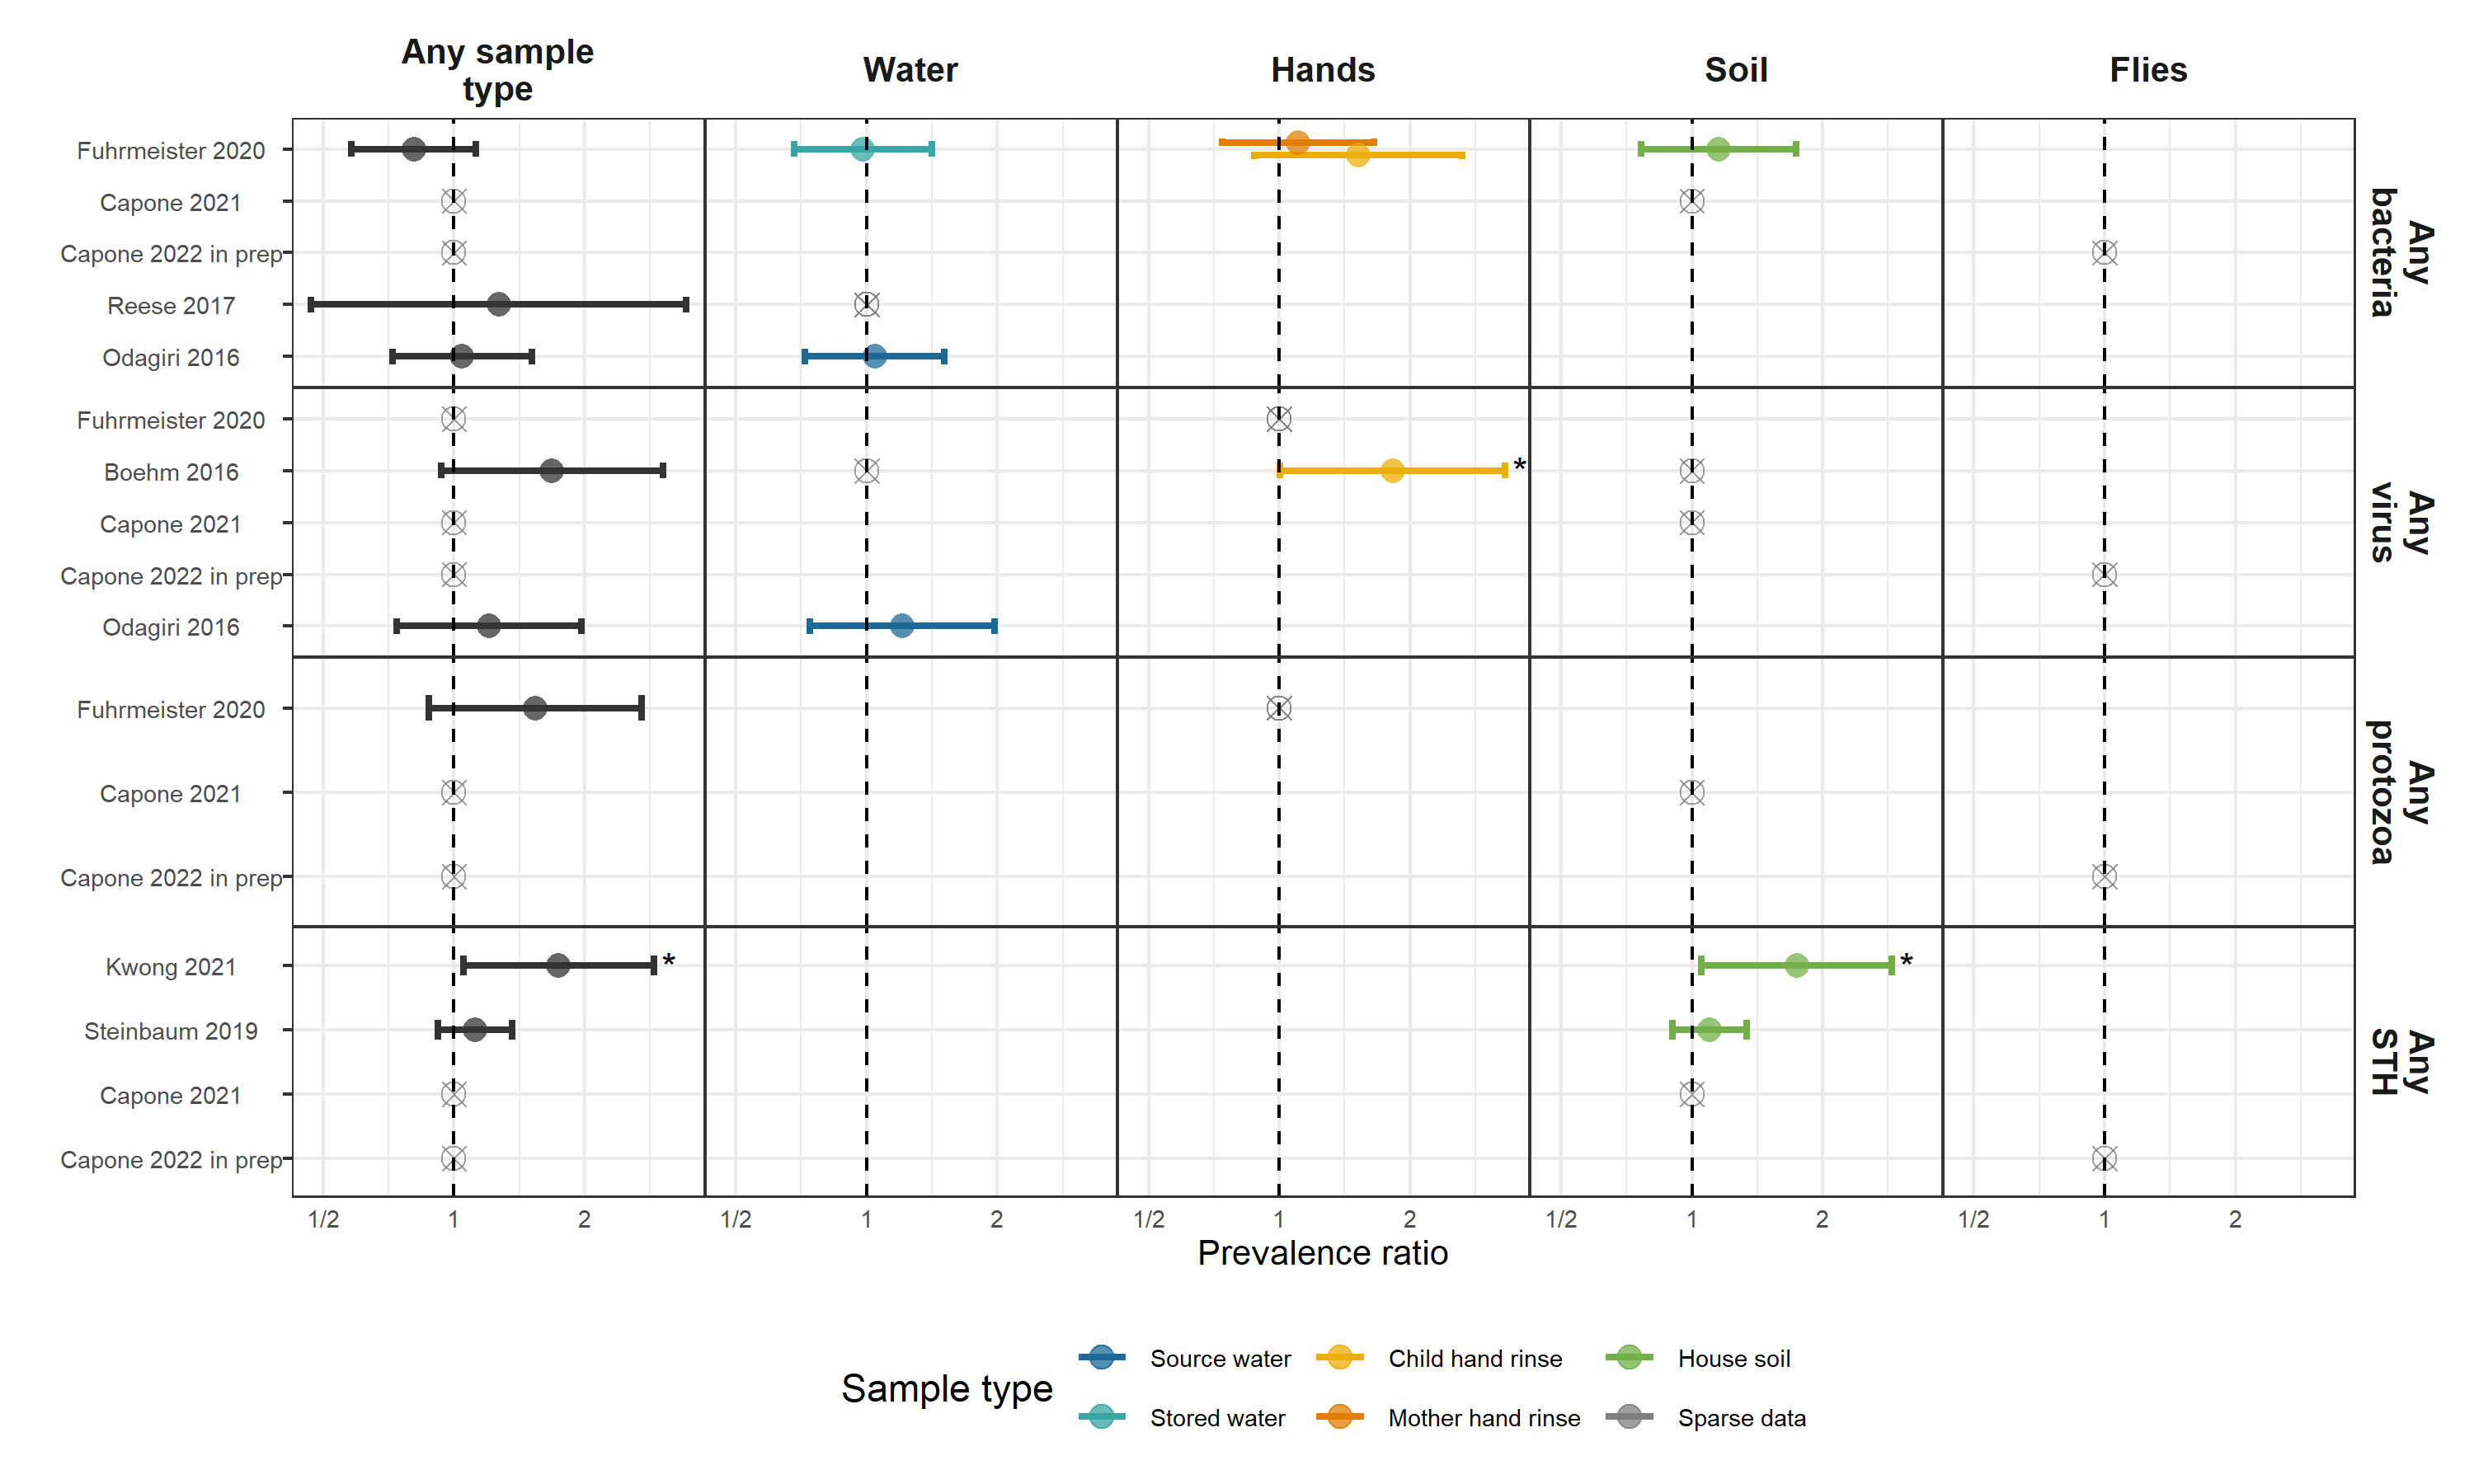 Any sample
type
Water
Hands
Soil
Flies
Fuhrmeister 2020
Capone 2021
Capone 2022 in prep
Reese 2017
Odagiri 2016
Any
bacteria
Fuhrmeister 2020
Boehm 2016
*
Capone 2021
Capone 2022 in prep
Odagiri 2016
Any
virus
Fuhrmeister 2020
Capone 2021
Capone 2022 in prep
Any
protozoa
Kwong 2021
*
*
Steinbaum 2019
Capone 2021
Capone 2022 in prep
Any
STH
1/2 1 2 1/2 1 2 1/2 1 2 1/2 1 2 1/2 1 2
Prevalence ratio
Sample type
Source water
Child hand rinse
House soil
Stored water
Mother hand rinse
Sparse data